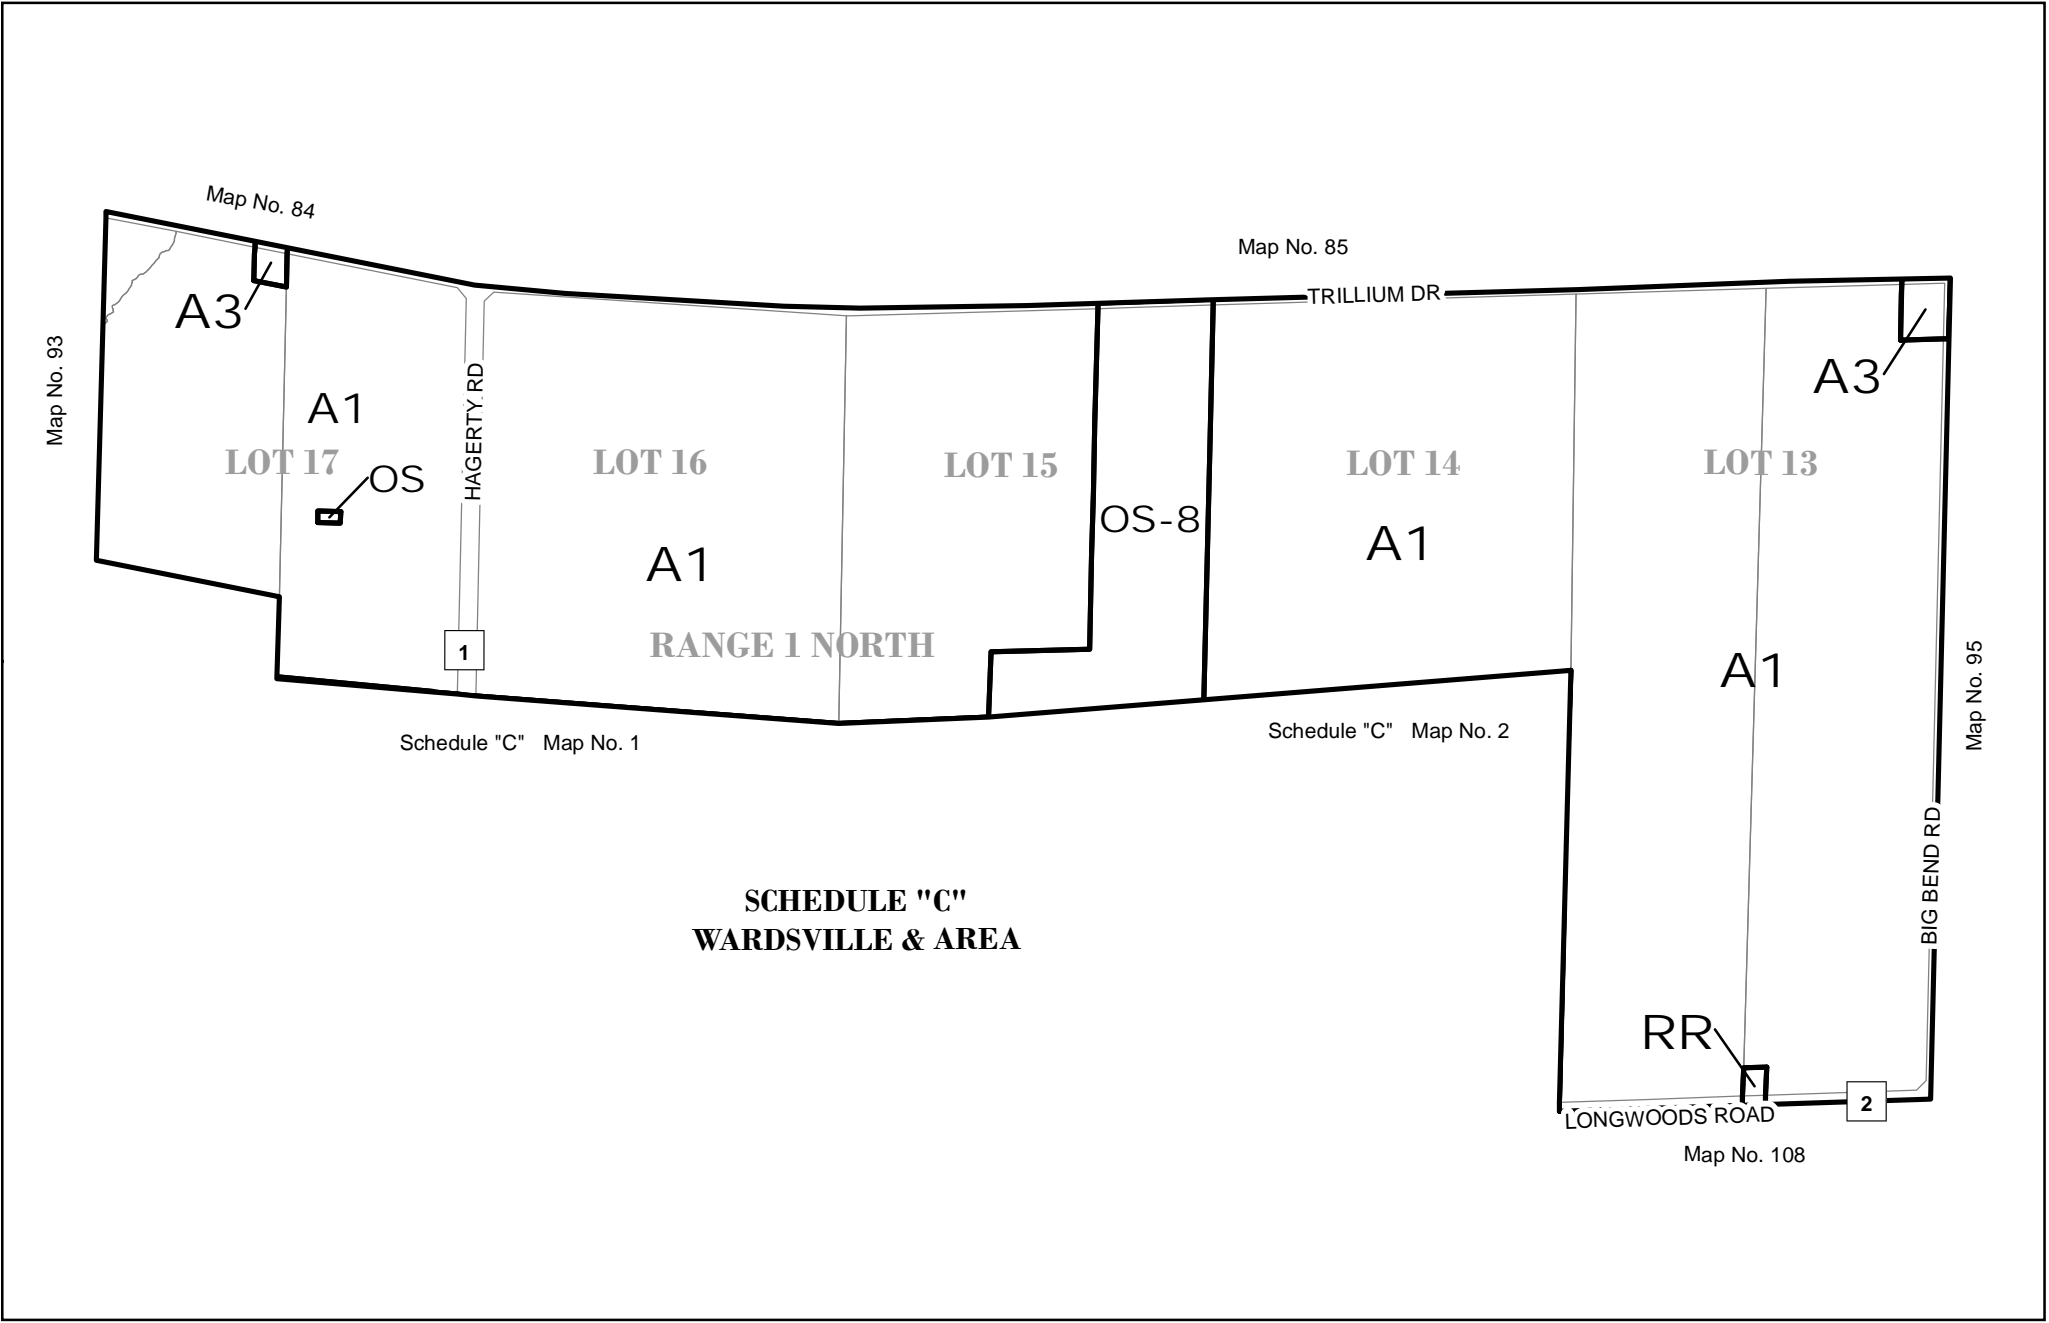 Map No. 84
Map No. 85
TRILLIUM DR
A3
Map No. 93
HAGERTY RD
A3
A1
LOT 17
LOT 16
LOT 15
LOT 14
LOT 13
OS
OS-8
A1
A1
RANGE 1 NORTH
1
A1
Map No. 95
Schedule "C" Map No. 1
Schedule "C" Map No. 2
BIG BEND RD
SCHEDULE "C"
WARDSVILLE & AREA
RR
2
LONGWOODS ROAD
Map No. 108